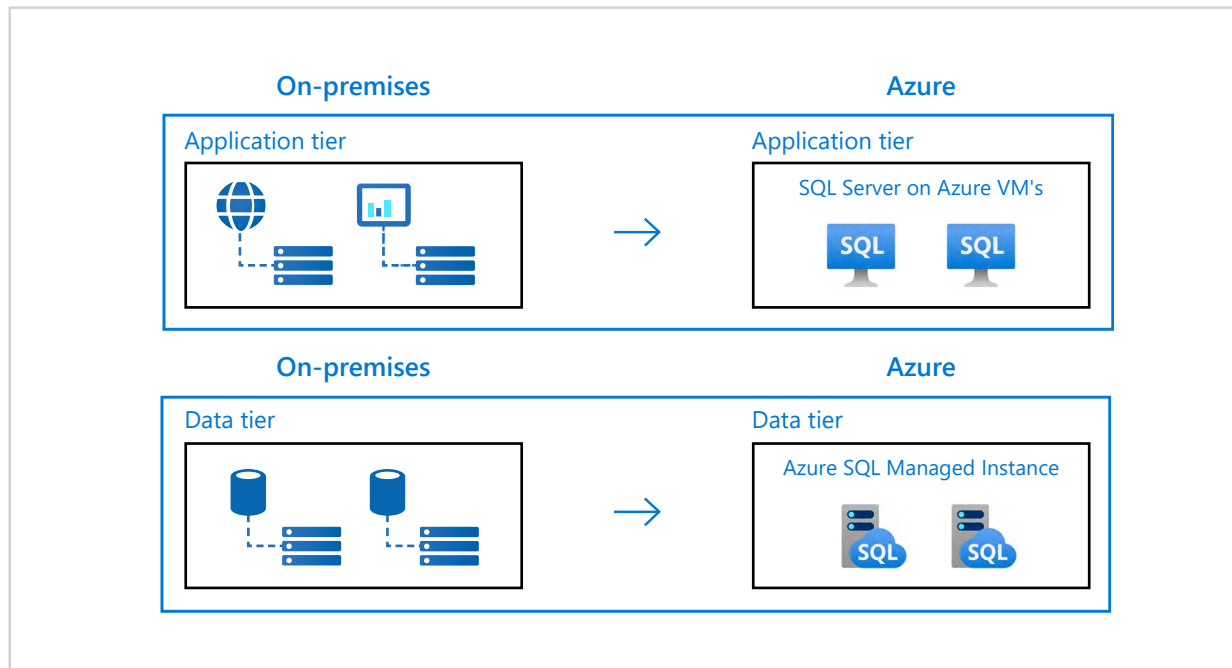 On-premises
Azure
Application tier
Application tier
SQL Server on Azure VM's
SQL
SQL
On-premises
Azure
Data tier
Data tier
Azure SQL Managed Instance
SQL
SQL